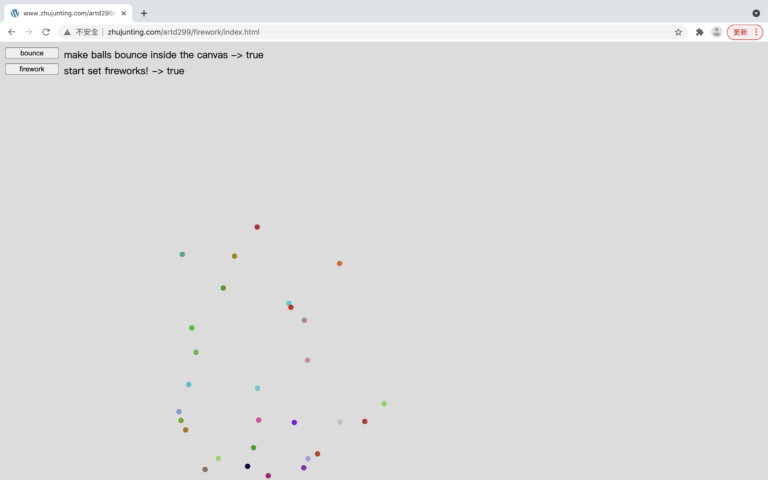 www.zhujunting.com/artd299/
不安全 | zhujunting.com/artd299/firework/index.html
更新
bounce make balls bounce inside the canvas -> true
firework start set fireworks! -> true